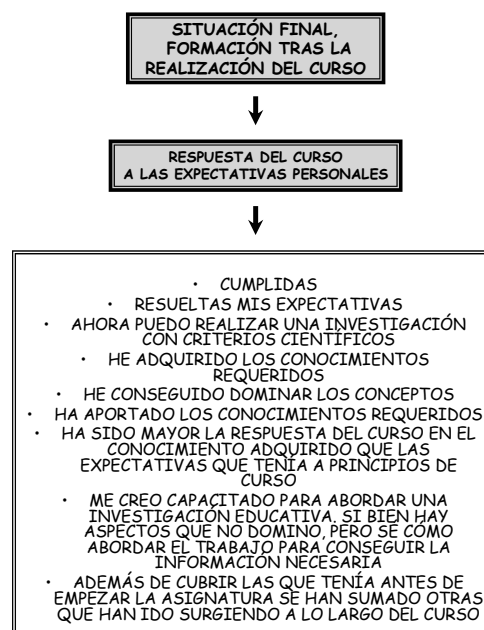 SITUACIÓN FINAL,
FORMACIÓN TRAS LA
REALIZACIÓN DEL CURSO
RESPUESTA DEL CURSO
A LAS EXPECTATIVAS PERSONALES
• CUMPLIDAS
• RESUELTAS MIS EXPECTATIVAS
• AHORA PUEDO REALIZAR UNA INVESTIGACIÓN
CON CRITERIOS CIENTÍFICOS
• HE ADQUIRIDO LOS CONOCIMIENTOS
REQUERIDOS
• HE CONSEGUIDO DOMINAR LOS CONCEPTOS
• HA APORTADO LOS CONOCIMIENTOS REQUERIDOS
• HA SIDO MAYOR LA RESPUESTA DEL CURSO EN EL
CONOCIMIENTO ADQUIRIDO QUE LAS
EXPECTATIVAS QUE TENÍA A PRINCIPIOS DE
CURSO
• ME CREO CAPACITADO PARA ABORDAR UNA
INVESTIGACIÓN EDUCATIVA. SI BIEN HAY
ASPECTOS QUE NO DOMINO, PERO SÉ CÓMO
ABORDAR EL TRABAJO PARA CONSEGUIR LA
INFORMACIÓN NECESARIA
• ADEMÁS DE CUBRIR LAS QUE TENÍA ANTES DE
EMPEZAR LA ASIGNATURA SE HAN SUMADO OTRAS
QUE HAN IDO SURGIENDO A LO LARGO DEL CURSO